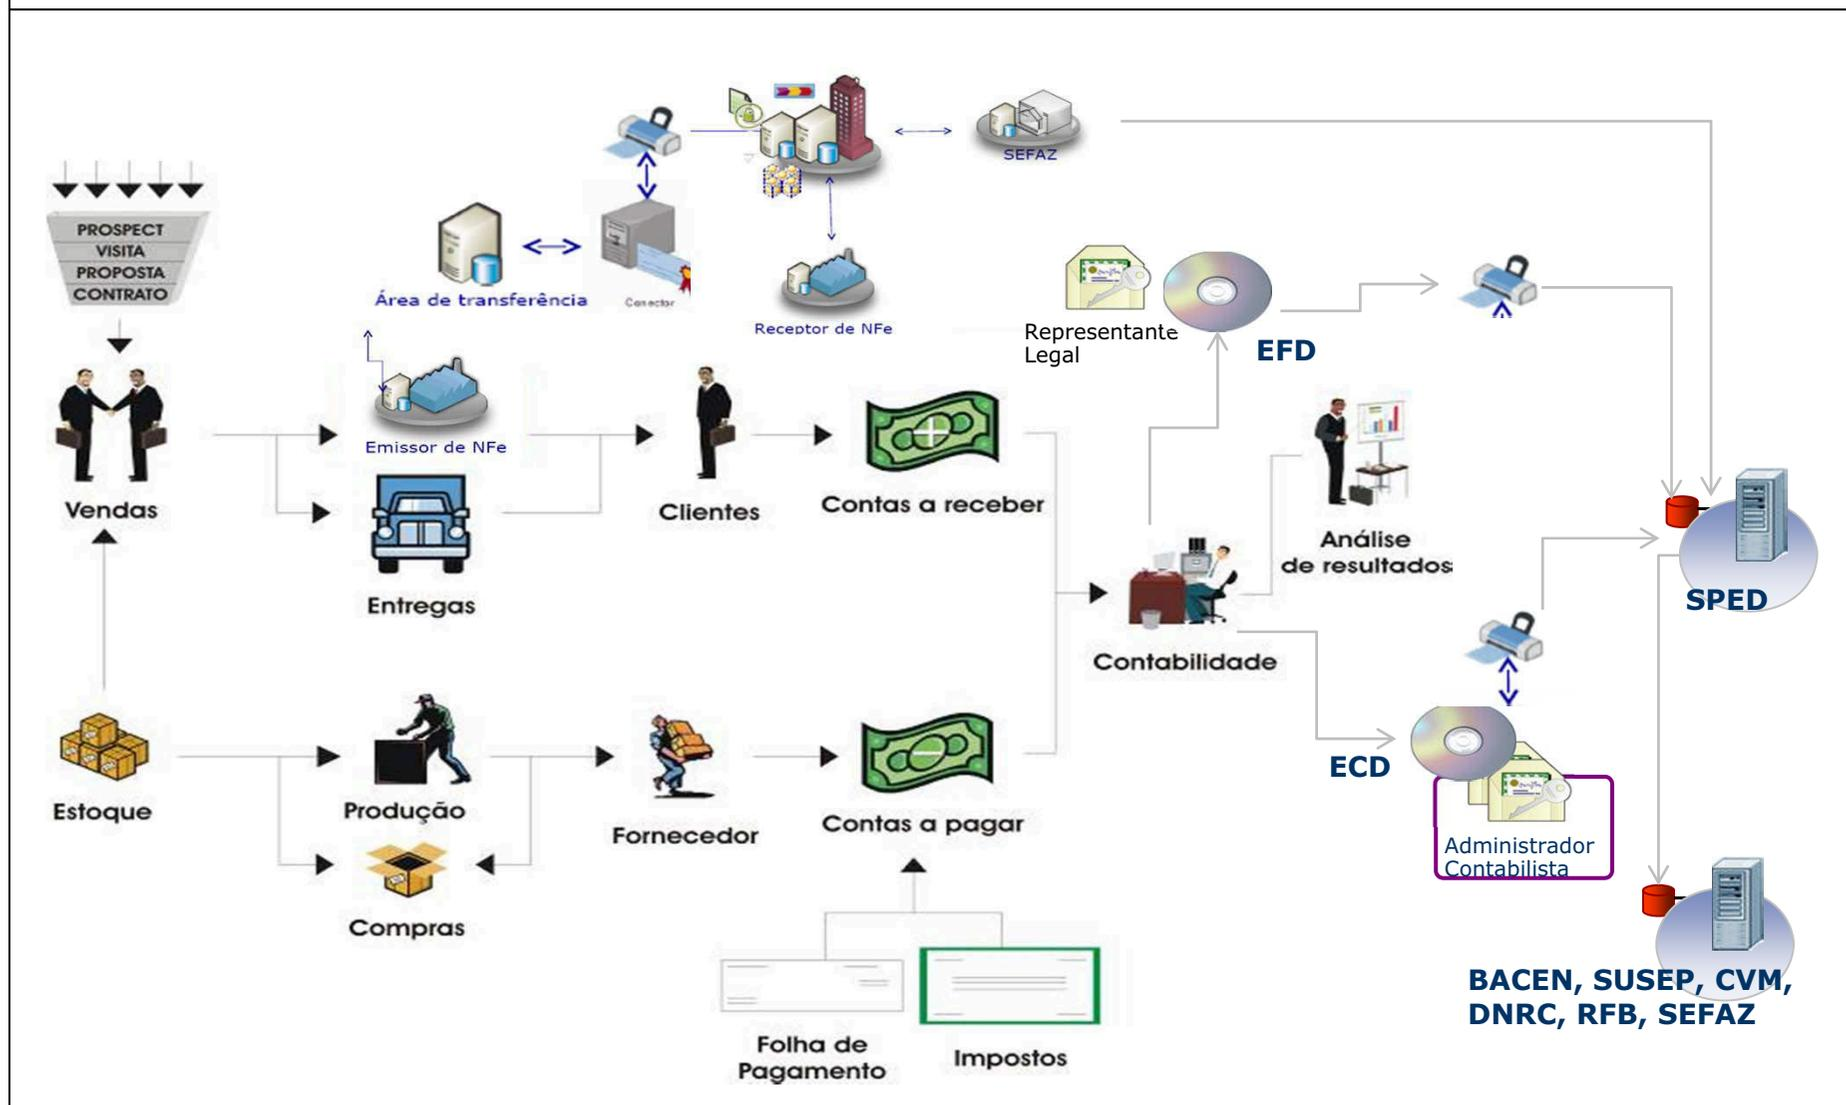 SEFAZ
PROSPECT
VISITA
PROPOSTA
CONTRATO
Área de transferência
Conector
Receptor de NFe
Representante
Legal
EFD
Emissor de NFe
Vendas
Clientes
Contas a receber
Análise
de resultados
Entregas
SPED
Contabilidade
ECD
Estoque
Produção
Fornecedor
Contas a pagar
Administrador
Contabilista
Compras
BACEN, SUSEP, CVM,
DNRC, RFB, SEFAZ
Folha de
Pagamento
Impostos